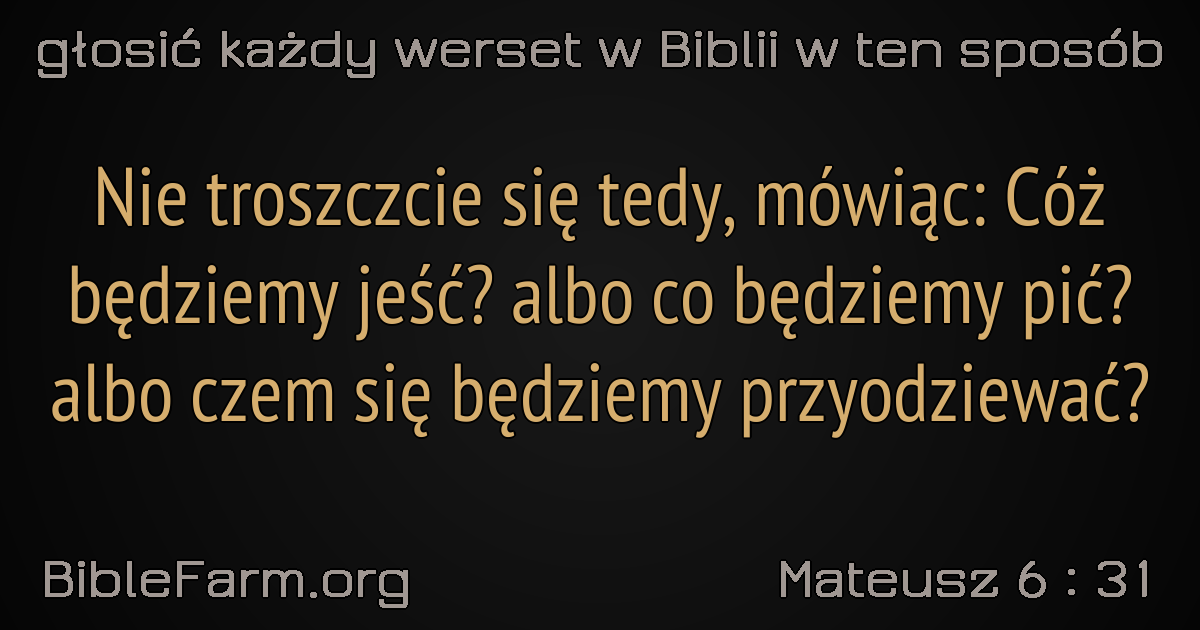 głosić każdy werset w Biblii w ten sposób
Nie troszczcie się tedy, mówiąc: Cóż
będziemy jeść? albo co będziemy pić?
albo czem się będziemy przyodziewać?
BibleFarm.org
Mateusz 6 : 31